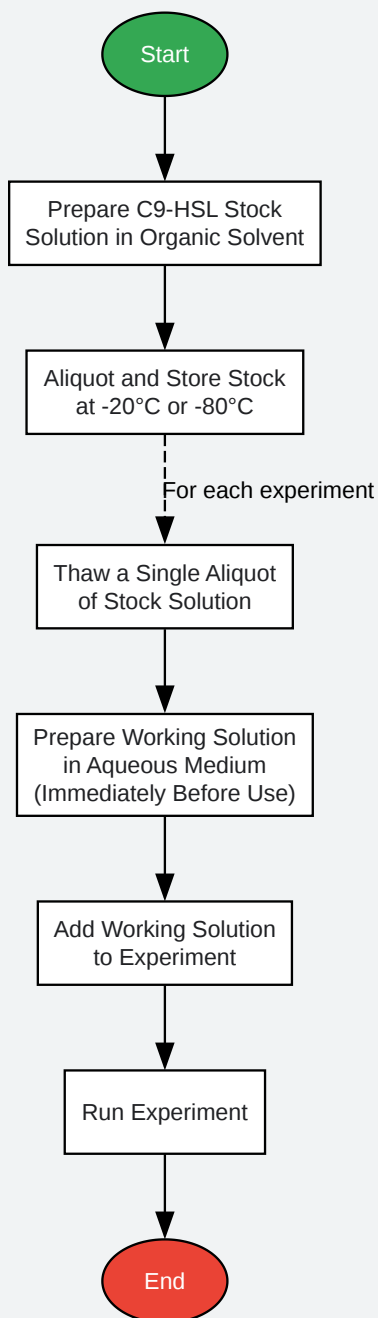 Start
Prepare C9-HSL Stock
Solution in Organic Solvent
Aliquot and Store Stock
at -20°C or -80°C
For each experiment
Thaw a Single Aliquot
of Stock Solution
Prepare Working Solution
in Aqueous Medium
(Immediately Before Use)
Add Working Solution
to Experiment
Run Experiment
End